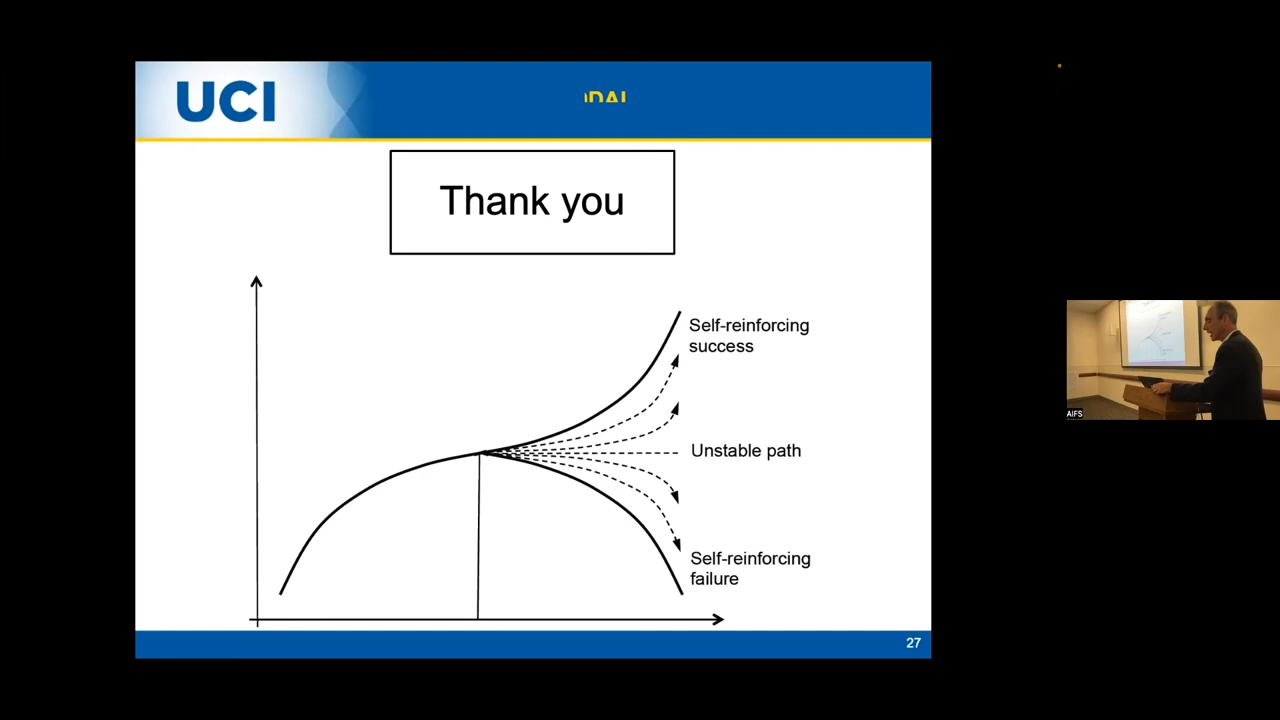 UCI
Thank you
Self-reinforcing
success
Unstable path
Self-reinforcing
failure
27
AIFS